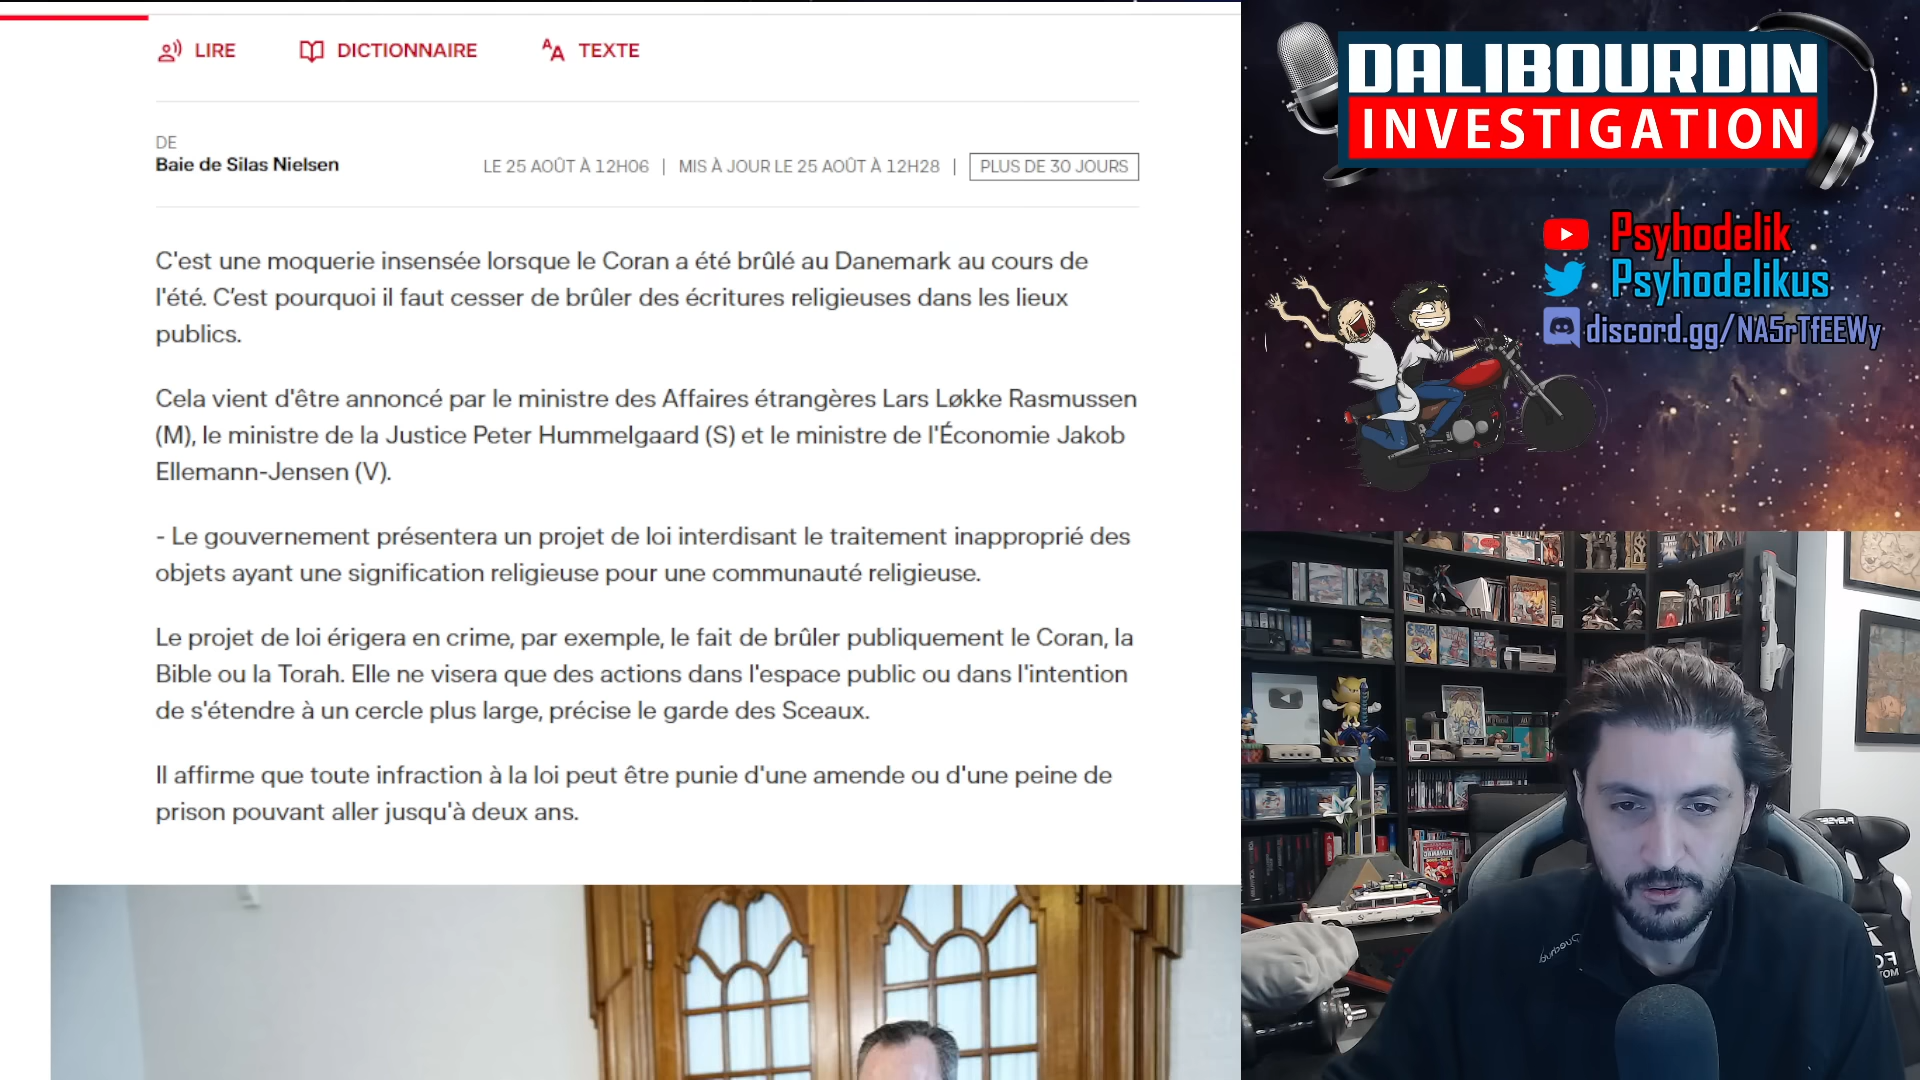 LIRE
DICTIONNAIRE
TEXTE
DE
Baie de Silas Nielsen
LE 25 AOÛT À 12H06 | MIS À JOUR LE 25 AOÛT À 12H28 | PLUS DE 30 JOURS
C'est une moquerie insensée lorsque le Coran a été brûlé au Danemark au cours de
l'été. C'est pourquoi il faut cesser de brûler des écritures religieuses dans les lieux
publics.
Cela vient d'être annoncé par le ministre des Affaires étrangères Lars Løkke Rasmussen
(M), le ministre de la Justice Peter Hummelgaard (S) et le ministre de l'Économie Jakob
Ellemann-Jensen (V).
- Le gouvernement présentera un projet de loi interdisant le traitement inapproprié des
objets ayant une signification religieuse pour une communauté religieuse.
Le projet de loi érigera en crime, par exemple, le fait de brûler publiquement le Coran, la
Bible ou la Torah. Elle ne visera que des actions dans l'espace public ou dans l'intention
de s'étendre à un cercle plus large, précise le garde des Sceaux.
Il affirme que toute infraction à la loi peut être punie d'une amende ou d'une peine de
prison pouvant aller jusqu'à deux ans.
DALIBOURDIN
INVESTIGATION
Psyhodelik
Psyhodelikus
discord.gg/NA5rTfEEWy